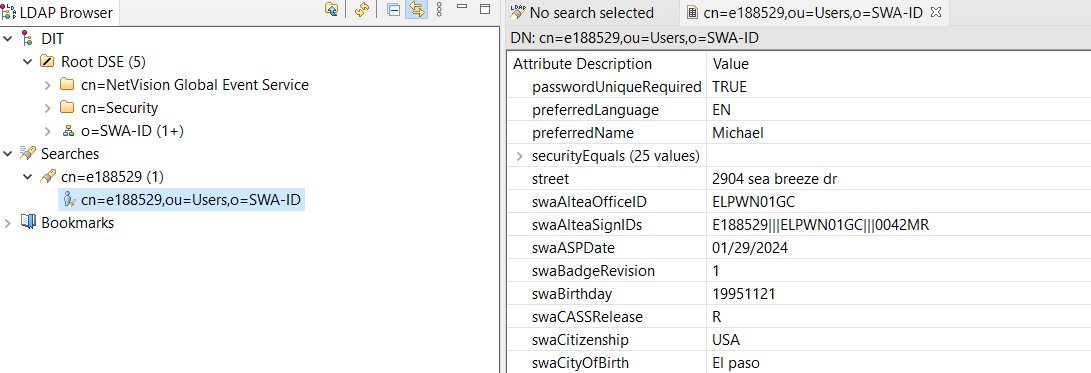 LDAP Browser
DIT
Root DSE (5)
cn=NetVision Global Event Service
cn=Security
o=SWA-ID (1+)
Searches
cn=e188529 (1)
cn=e188529,ou=Users,o=SWA-ID
Bookmarks
LDAP No search selected
cn=e188529,ou=Users,o=SWA-ID
DN: cn=e188529,ou=Users,o=SWA-ID
Attribute Description Value
passwordUniqueRequired TRUE
preferredLanguage EN
preferredName Michael
securityEquals (25 values)
street 2904 sea breeze dr
swaAlteaOfficeID ELPWN01GC
swaAlteaSignIDs E188529|||ELPWN01GC|||0042MR
swaASPDate 01/29/2024
swaBadgeRevision 1
swaBirthday 19951121
swaCASSRelease R
swaCitizenship USA
swaCityOfBirth El paso